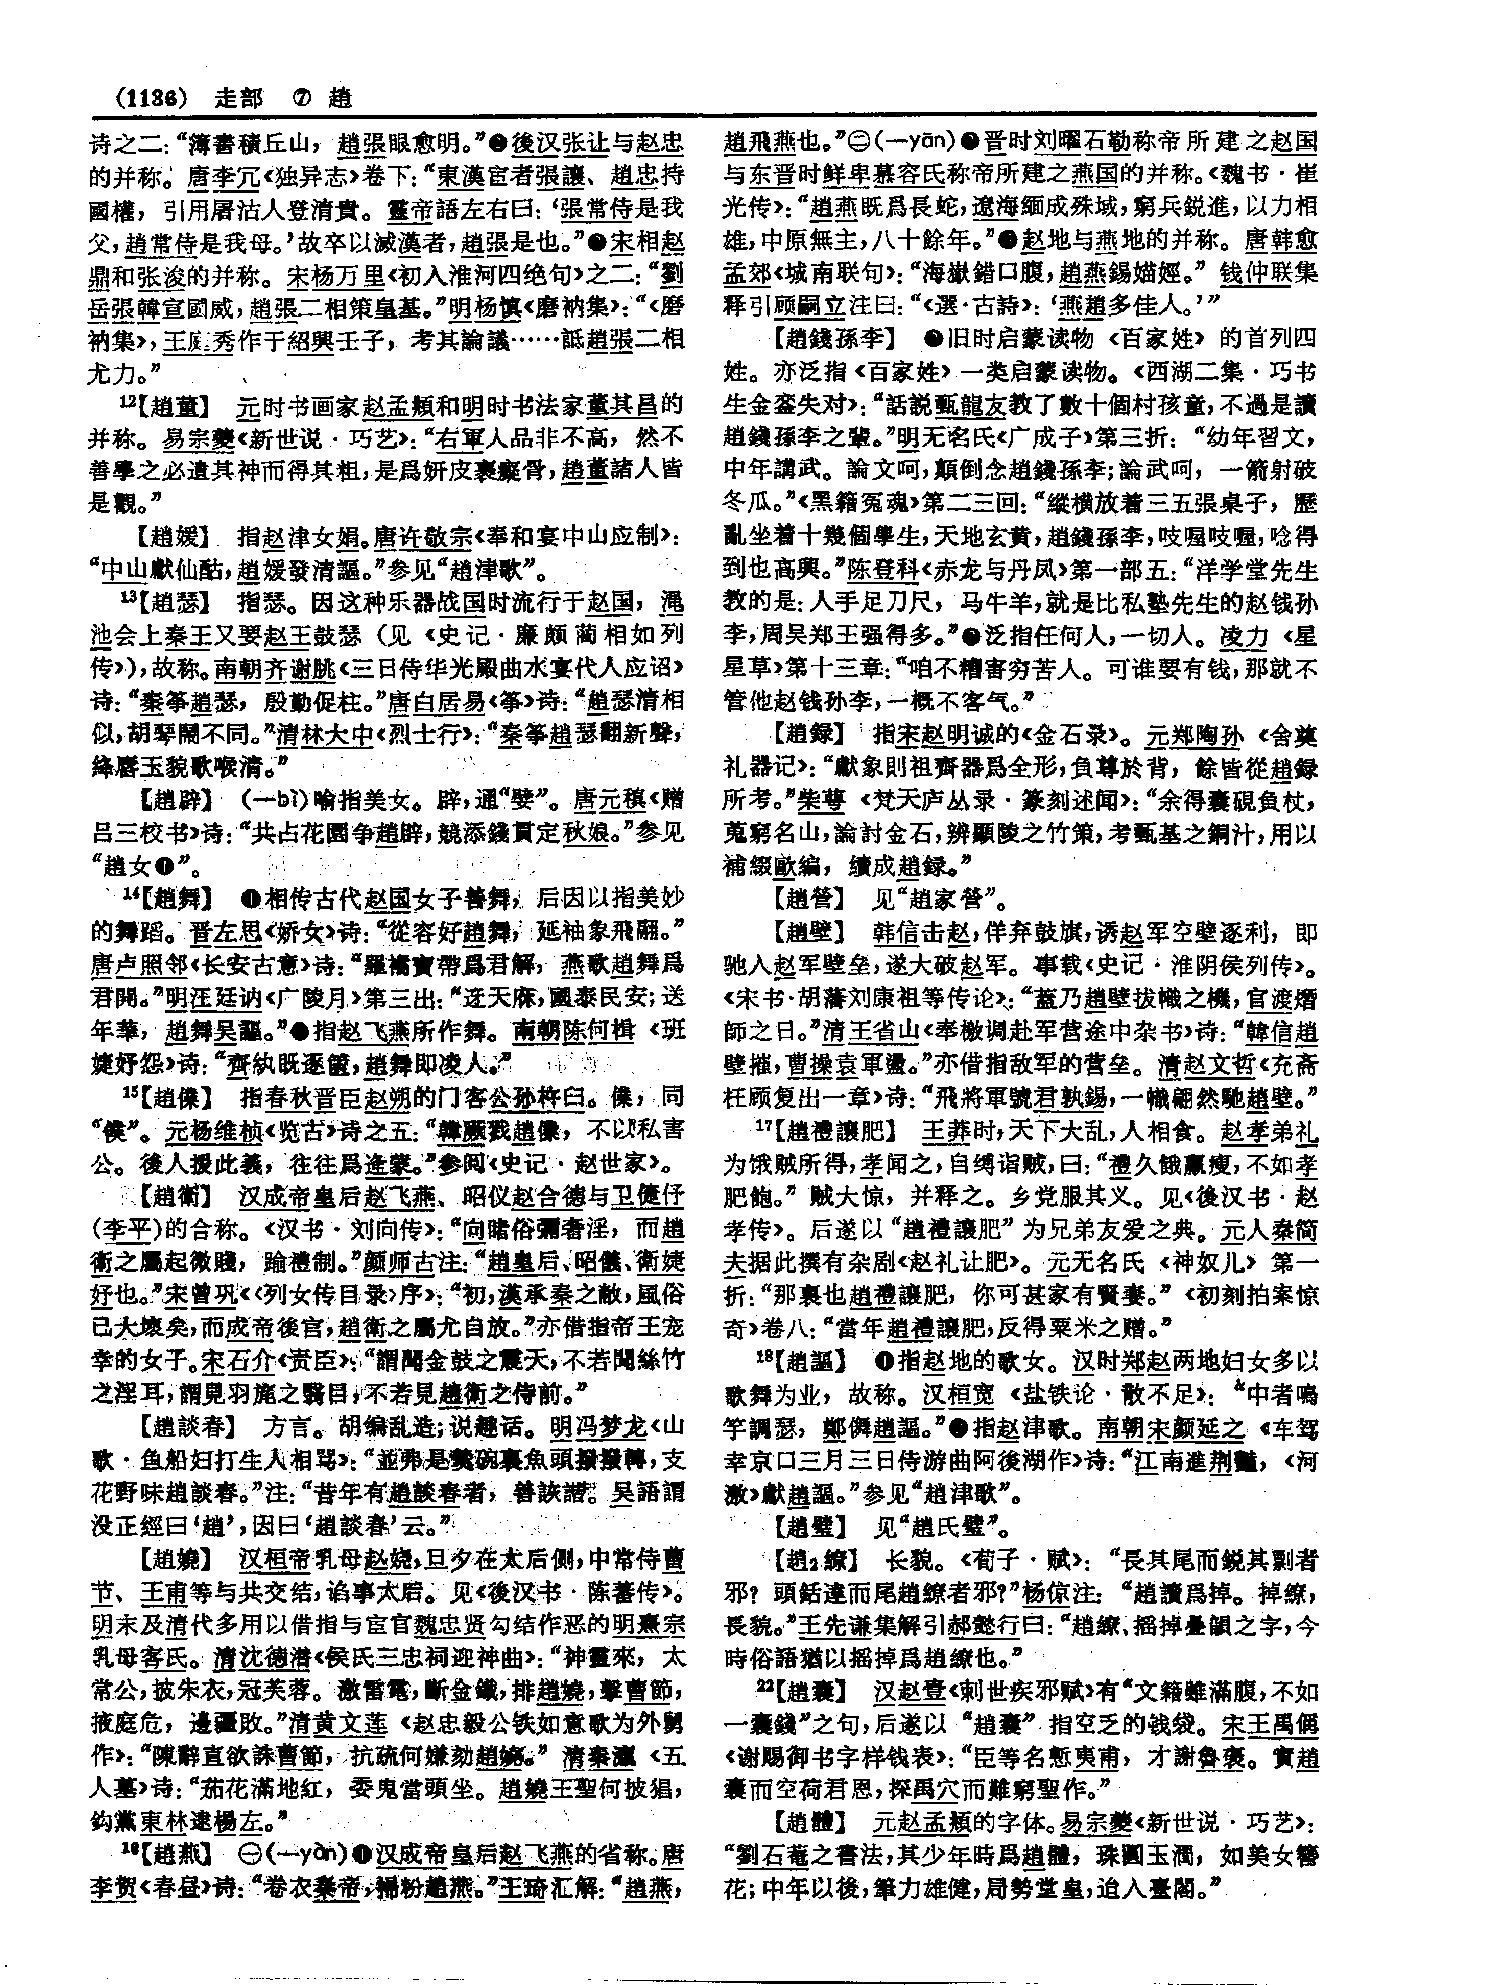 (1136) 走部 ⑦ 趙
诗之二：“簿書積丘山，趙張眼愈明。”●後汉张让与赵忠
的并称。唐李冗《独异志》卷下：“東漢宦者張讓、趙忠持
國權，引用屠沽人登清貴。靈帝語左右曰：‘張常侍是我
父，趙常侍是我母。’故卒以滅漢者，趙張是也。”●宋相赵
鼎和张浚的并称。宋杨万里《初入淮河四绝句》之二：“劉
岳張韓宣國威，趙張二相策皇基。”明杨慎《磨衲集》：“《磨
衲集》，王庭秀作于紹興壬子，考其論議……詆趙張二相
尤力。”
12【趙董】 元时书画家赵孟頫和明时书法家董其昌的
并称。易宗夔《新世说·巧艺》：“右軍人品非不高，然不
善學之必遺其神而得其粗，是爲妍皮裹癡骨，趙董諸人皆
是觀。”
【趙媛】 指赵津女娟。唐许敬宗《奉和宴中山应制》：
“中山獻仙酤，趙媛發清謳。”参见“趙津歌”。
13【趙瑟】 指瑟。因这种乐器战国时流行于赵国，渑
池会上秦王又要赵王鼓瑟（见《史记·廉颇蔺相如列
传》），故称。南朝齐谢朓《三日侍华光殿曲水宴代人应诏》
诗：“秦筝趙瑟，殷勤促柱。”唐白居易《筝》诗：“趙瑟清相
似，胡琴鬧不同。”清林大中《烈士行》：“秦筝趙瑟翻新聲，
絳唇玉貌歌喉清。”
【趙辟】 (—bì)喻指美女。辟，通“嬖”。唐元稹《赠
吕三校书》诗：“共占花園争趙辟，競添錢貫定秋娘。”参见
“趙女❶”。
14【趙舞】 ❶相传古代赵国女子善舞，后因以指美妙
的舞蹈。晋左思《娇女》诗：“從容好趙舞，延袖象飛翮。”
唐卢照邻《长安古意》诗：“羅襦寶帶爲君解，燕歌趙舞爲
君開。”明汪廷讷《广陵月》第三出：“迓天庥，國泰民安；送
年華，趙舞吴謳。”●指赵飞燕所作舞。南朝陈何楫《班
婕妤怨》诗：“齊紈既逐篋，趙舞即凌人。”
15【趙儓】 指春秋晋臣赵朔的门客公孙杵臼。儓，同
“候”。元杨维桢《览古》诗之五：“韓厥戮趙儓，不以私害
公。後人援此義，往往爲逄蒙。”参阅《史记·赵世家》。
【趙衛】 汉成帝皇后赵飞燕、昭仪赵合德与卫倢伃
(李平)的合称。《汉书·刘向传》：“向睹俗彌奢淫，而趙
衛之屬起微賤，踰禮制。”颜师古注：“趙皇后、昭儀、衛婕
妤也。”宋曾巩《〈列女传目录〉序》：“初，漢承秦之敝，風俗
已大壞矣，而成帝後宫，趙衛之屬尤自放。”亦借指帝王宠
幸的女子。宋石介《责臣》：“謂聞金鼓之震天，不若聞絲竹
之淫耳，謂見羽旄之翳目，不若見趙衛之侍前。”
【趙談春】 方言。胡编乱造；说趣话。明冯梦龙《山
歌·鱼船妇打生人相骂》：“並弗是甏碗裹魚頭撥撥轉，支
花野味趙談春。”注：“昔年有趙談春者，善詼諧。吴語謂
没正經曰‘趙’，因曰‘趙談春’云。”
【趙嬈】 汉桓帝乳母赵娆，旦夕在太后侧，中常侍曹
节、王甫等与共交结，谄事太后。见《後汉书·陈蕃传》。
明末及清代多用以借指与宦官魏忠贤勾结作恶的明熹宗
乳母客氏。清沈德潜《侯氏三忠祠迎神曲》：“神靈來，太
常公，披朱衣，冠芙蓉。激雷電，斷金鐵，排趙嬈，擊曹節，
掖庭危，邊疆敗。”清黄文莲《赵忠毅公铁如意歌为外舅
作》：“陳辭直欲誅曹節，抗疏何嫌劾趙嬈。”清秦瀛《五
人墓》诗：“茄花滿地紅，委鬼當頭坐。趙嬈王聖何披猖，
鈎黨東林逮楊左。”
16【趙燕】 ㊀(—yàn)❶汉成帝皇后赵飞燕的省称。唐
李贺《春昼》诗：“卷衣秦帝，掃粉趙燕。”王琦汇解：“趙燕，
趙飛燕也。”㊁(—yān)●晋时刘曜石勒称帝所建之赵国
与东晋时鲜卑慕容氏称帝所建之燕国的并称。《魏书·崔
光传》：“趙燕既爲長蛇，遼海緬成殊域，窮兵鋭進，以力相
雄，中原無主，八十餘年。”●赵地与燕地的并称。唐韩愈
孟郊《城南联句》：“海嶽錯口腹，趙燕錫媌娙。”钱仲联集
释引顾嗣立注曰：“《選·古詩》：‘燕趙多佳人。’”
【趙錢孫李】 ●旧时启蒙读物《百家姓》的首列四
姓。亦泛指《百家姓》一类启蒙读物。《西湖二集·巧书
生金銮失对》：“話説甄龍友教了數十個村孩童，不過是讀
趙錢孫李之輩。”明无名氏《广成子》第三折：“幼年習文，
中年講武。論文呵，顛倒念趙錢孫李；論武呵，一箭射破
冬瓜。”《黑籍冤魂》第二三回：“縱横放着三五張桌子，歷
亂坐着十幾個學生，天地玄黄，趙錢孫李，吱喔吱喔，唸得
到也高興。”陈登科《赤龙与丹凤》第一部五：“洋学堂先生
教的是：人手足刀尺，马牛羊，就是比私塾先生的赵钱孙
李，周吴郑王强得多。”●泛指任何人，一切人。凌力《星
星草》第十三章：“咱不糟害穷苦人。可谁要有钱，那就不
管他赵钱孙李，一概不客气。”
【趙録】 指宋赵明诚的《金石录》。元郑陶孙《舍奠
礼器记》：“獻象則祖齊器爲全形，負尊於背，餘皆從趙録
所考。”柴萼《梵天庐丛录·篆刻述闻》：“余得囊硯負杖，
蒐窮名山，論討金石，辨顯陵之竹策，考甄基之銅汁，用以
補綴歐編，續成趙録。”
【趙營】 见“趙家營”。
【趙壁】 韩信击赵，佯弃鼓旗，诱赵军空壁逐利，即
驰入赵军壁垒，遂大破赵军。事载《史记·淮阴侯列传》。
《宋书·胡藩刘康祖等传论》：“蓋乃趙壁拔幟之機，官渡熸
師之日。”清王省山《奉檄调赴军营途中杂书》诗：“韓信趙
壁摧，曹操袁軍盪。”亦借指敌军的营垒。清赵文哲《充斋
枉顾复出一章》诗：“飛將軍號君孰錫，一幟翩然馳趙壁。”
17【趙禮讓肥】 王莽时，天下大乱，人相食。赵孝弟礼
为饿贼所得，孝闻之，自缚诣贼，曰：“禮久餓羸瘦，不如孝
肥飽。”贼大惊，并释之。乡党服其义。见《後汉书·赵
孝传》。后遂以“趙禮讓肥”为兄弟友爱之典。元人秦简
夫据此撰有杂剧《赵礼让肥》。元无名氏《神奴儿》第一
折：“那裏也趙禮讓肥，你可甚家有賢妻。”《初刻拍案惊
奇》卷八：“當年趙禮讓肥，反得粟米之赠。”
18【趙謳】 ❶指赵地的歌女。汉时郑赵两地妇女多以
歌舞为业，故称。汉桓宽《盐铁论·散不足》：“中者鳴
竽調瑟，鄭儛趙謳。”●指赵津歌。南朝宋颜延之《车驾
幸京口三月三日侍游曲阿後湖作》诗：“江南進荆豔，《河
激》獻趙謳。”参见“趙津歌”。
【趙璧】 见“趙氏璧”。
【趙₂繚】 长貌。《荀子·赋》：“長其尾而鋭其剽者
邪？頭銛達而尾趙繚者邪？”杨倞注：“趙讀爲掉。掉繚，
長貌。”王先谦集解引郝懿行曰：“趙繚、摇掉疊韻之字，今
時俗語猶以摇掉爲趙繚也。”
22【趙囊】 汉赵壹《刺世疾邪赋》有“文籍雖滿腹，不如
一囊錢”之句，后遂以“趙囊”指空乏的钱袋。宋王禹偁
《谢赐御书字样钱表》：“臣等名慙夷甫，才謝魯褒。實趙
囊而空荷君恩，探禹穴而難窮聖作。”
【趙體】 元赵孟頫的字体。易宗夔《新世说·巧艺》：
“劉石菴之書法，其少年時爲趙體，珠圓玉潤，如美女簪
花；中年以後，筆力雄健，局勢堂皇，迨入臺閣。”